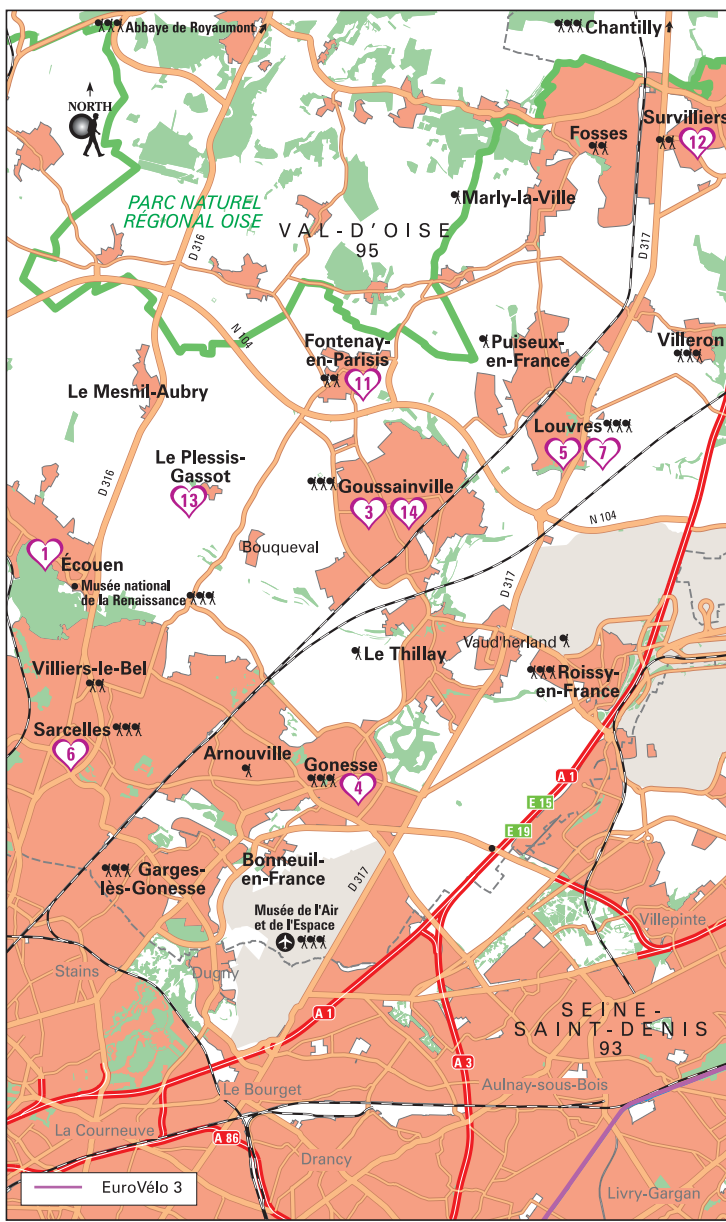 Abbaye de Royaumont
Chantilly
NORTH
Survilliers
12
Fosses
PARC NATUREL
RÉGIONAL OISE
Marly-la-Ville
VAL-D'OISE
95
D 316
D 317
N 104
Fontenay-
en-Parisis
11
Puiseux-
en-France
Villeron
Le Mesnil-Aubry
Louvres
5
7
D 316
Le Plessis-
Gassot
13
Goussainville
3
14
N 104
1
Écouen
Bouqueval
Musée national
de la Renaissance
D 317
Vaud'herland
Le Thillay
Villiers-le-Bel
Roissy-
en-France
Sarcelles
6
Arnouville
Gonesse
4
A 1
E 15
E 19
Garges-
lès-Gonesse
Bonneuil-
en-France
D 317
Musée de l'Air
et de l'Espace
Villepinte
Stains
Dugny
A 1
SEINE-
SAINT-DENIS
93
A 3
Le Bourget
Aulnay-sous-Bois
La Courneuve
A 86
Drancy
EuroVélo 3
Livry-Gargan